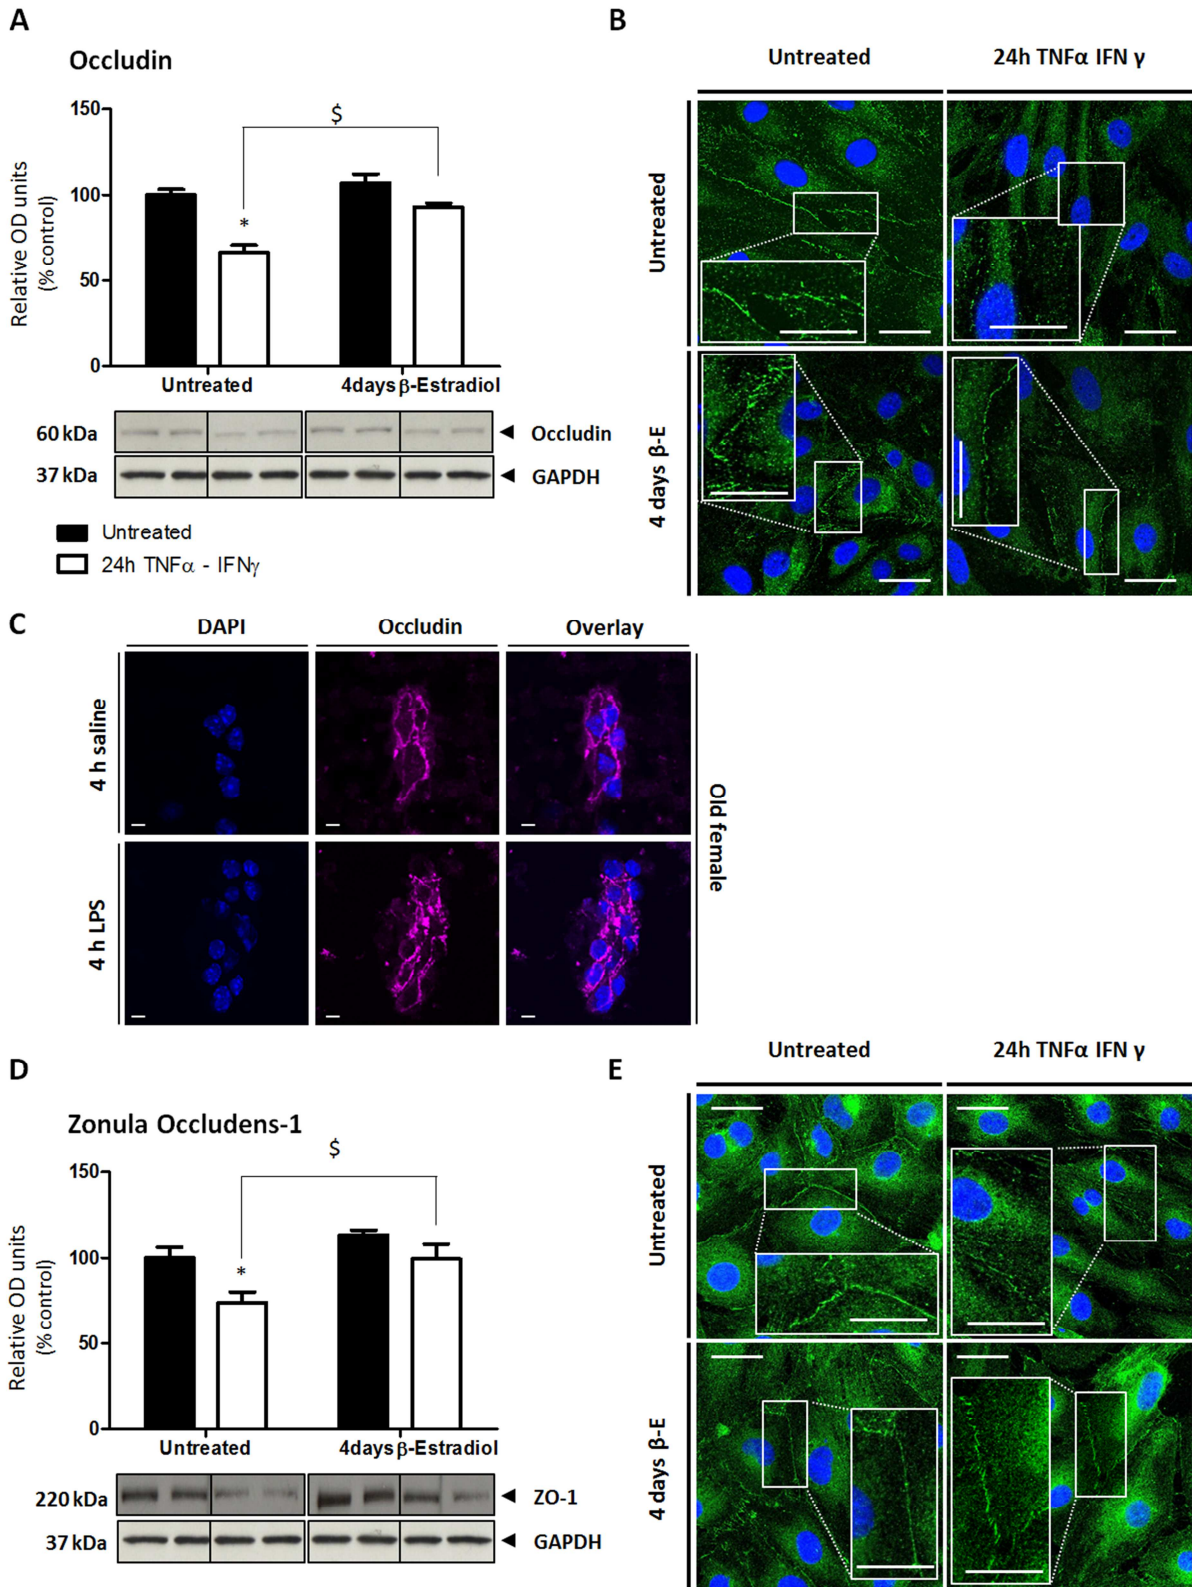 A
Occludin
150
100
50
0
Relative OD units
(% control)
$
*
Untreated
4days β-Estradiol
60 kDa
Occludin
37 kDa
GAPDH
Untreated
24h TNFα - IFNγ
B
Untreated
24h TNFα IFN γ
Untreated
4 days β-E
C
DAPI
Occludin
Overlay
4 h saline
4 h LPS
Old female
D
Zonula Occludens-1
150
100
50
0
Relative OD units
(% control)
$
*
Untreated
4days β-Estradiol
220 kDa
ZO-1
37 kDa
GAPDH
E
Untreated
24h TNFα IFN γ
Untreated
4 days β-E